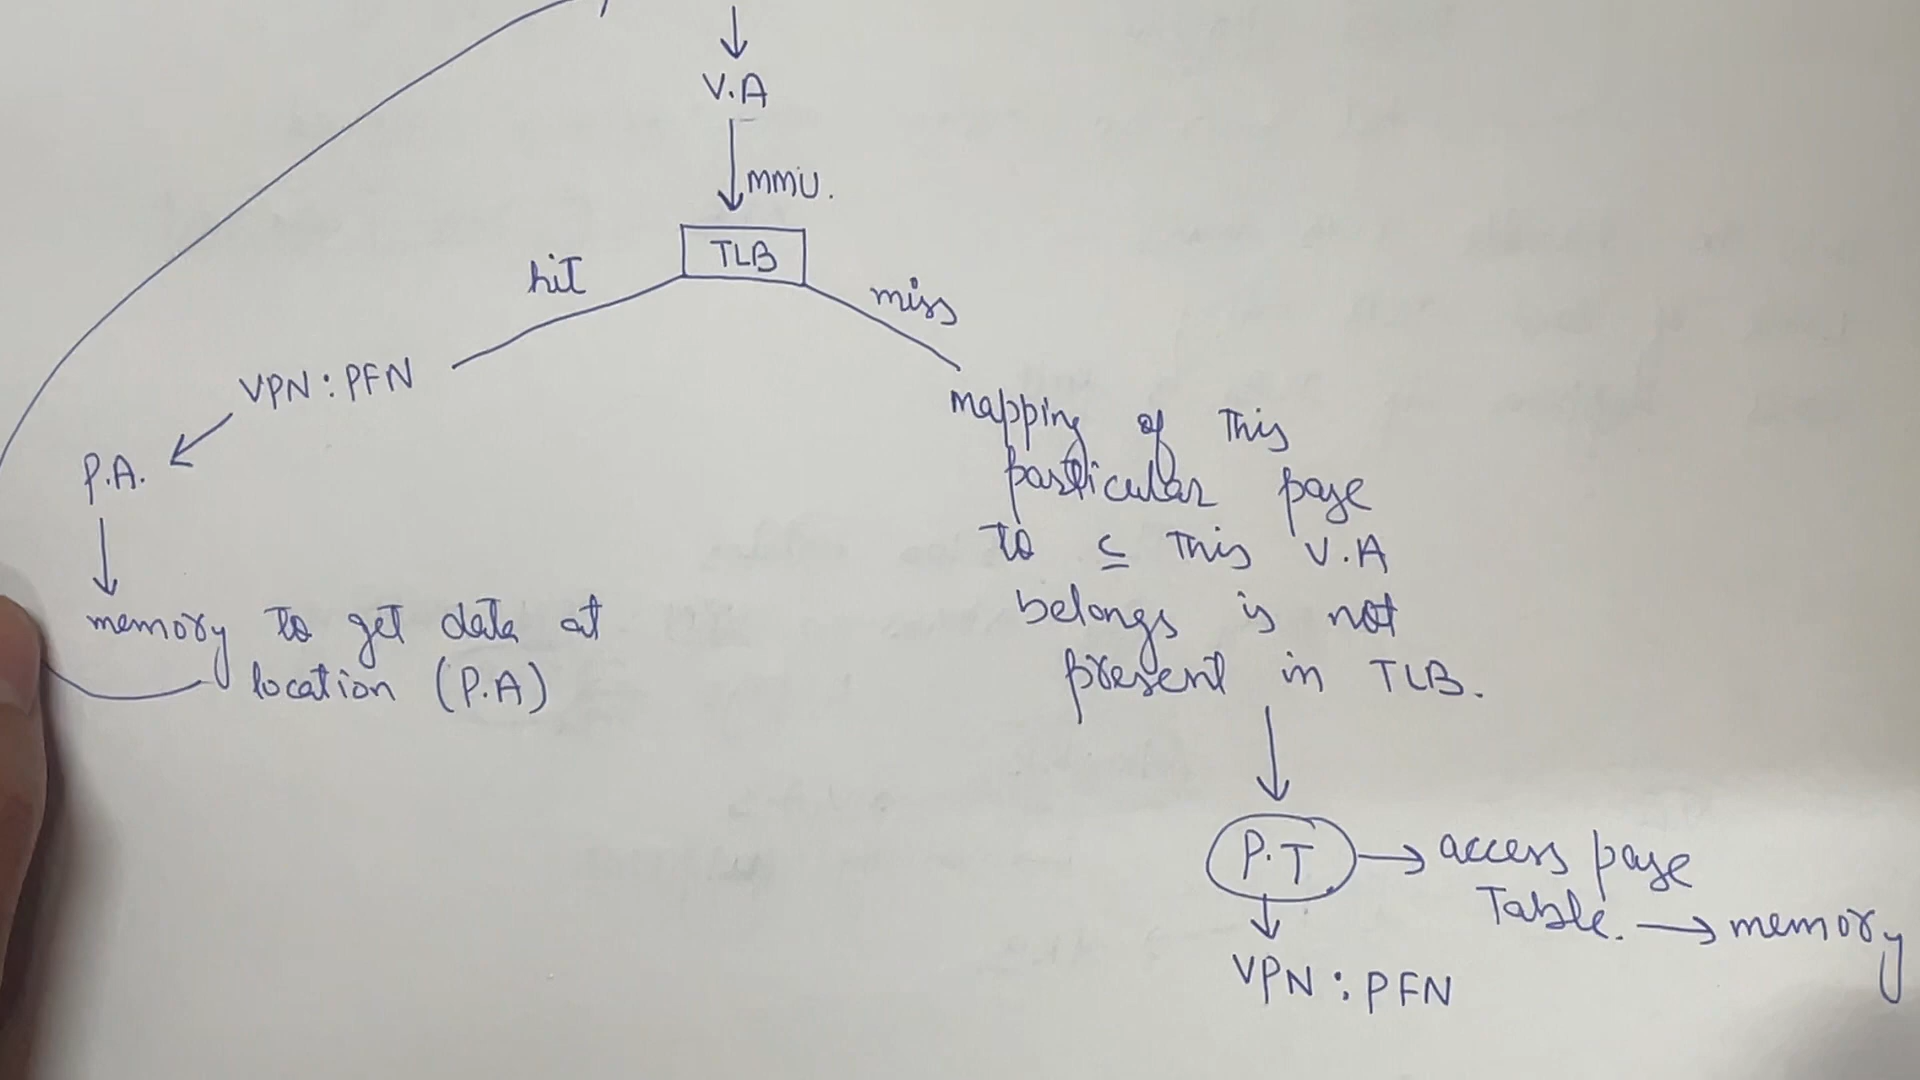 V.A
MMU.
TLB
hit
miss
VPN : PFN
P.A.
memory to get data at
location (P.A)
mapping of this
particular page
to c this V.A
belongs is not
present in TLB.
P.T → access page
Table. → memory
VPN : PFN